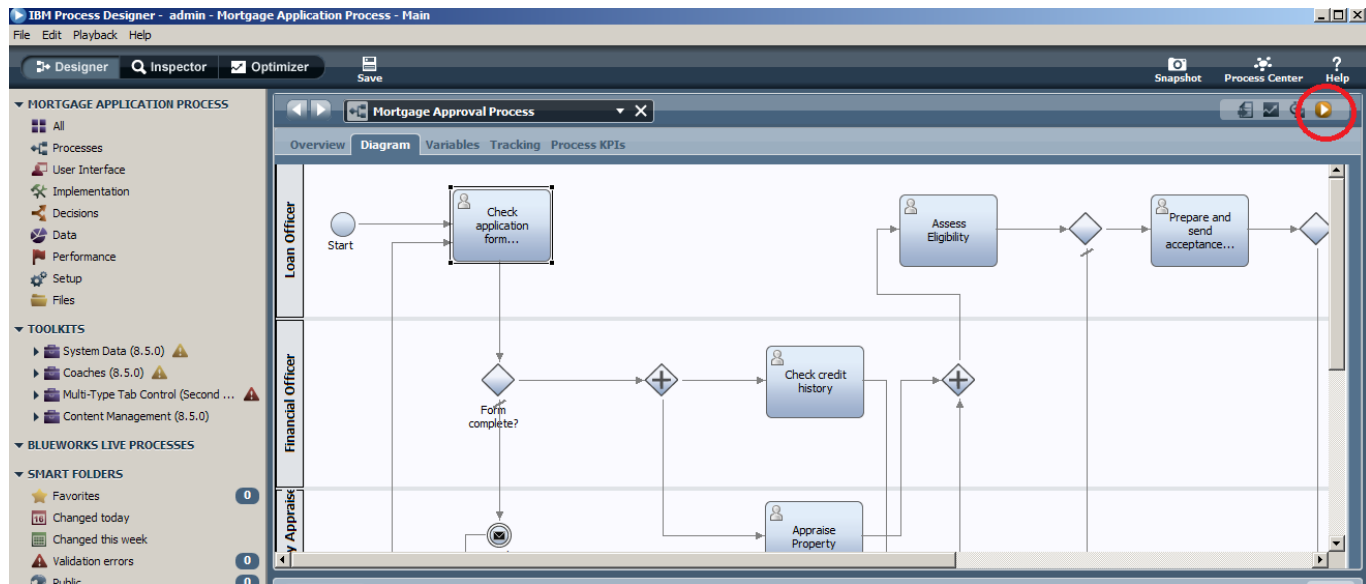 IBM Process Designer - admin - Mortgage Application Process - Main
File Edit Playback Help
Designer Inspector Optimizer Save Snapshot Process Center Help
MORTGAGE APPLICATION PROCESS
All
Processes
User Interface
Implementation
Decisions
Data
Performance
Setup
Files
TOOLKITS
System Data (8.5.0)
Coaches (8.5.0)
Multi-Type Tab Control (Second ...
Content Management (8.5.0)
BLUEWORKS LIVE PROCESSES
SMART FOLDERS
Favorites 0
16 Changed today
Changed this week
Validation errors 0
Public 0
Mortgage Approval Process
Overview Diagram Variables Tracking Process KPIs
Loan Officer
Start
Check
application
form...
Assess
Eligibility
Prepare and
send
acceptance...
Financial Officer
Form
complete?
Check credit
history
y Appraise
Appraise
Property